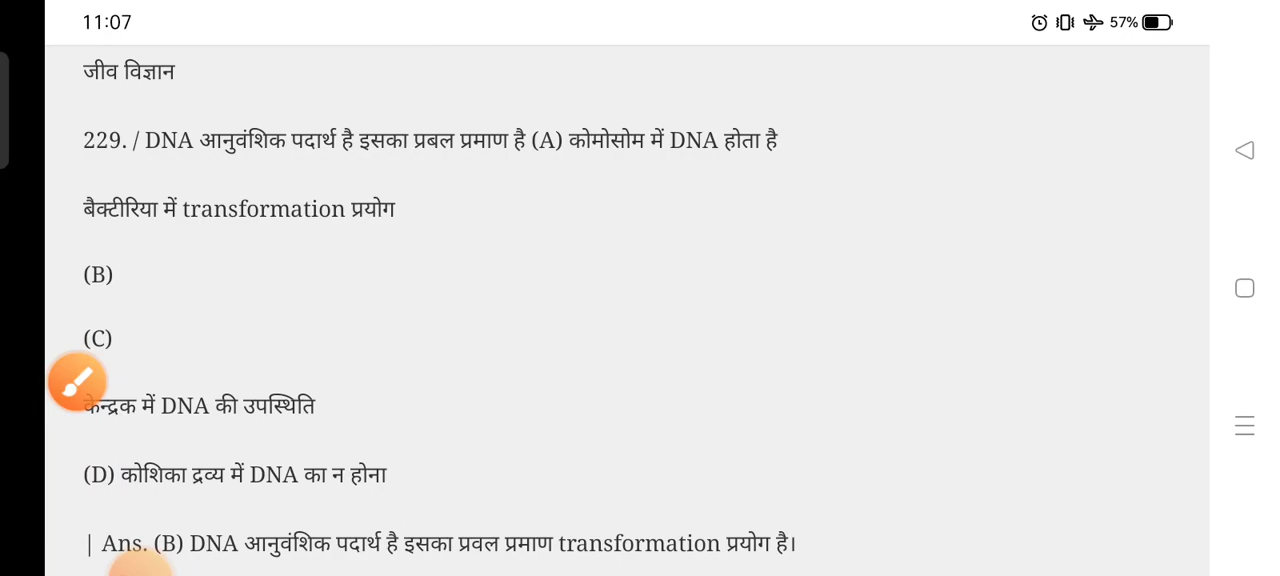 11:07
57%
जीव विज्ञान
229. / DNA आनुवंशिक पदार्थ है इसका प्रबल प्रमाण है (A) कोमोसोम में DNA होता है
बैक्टीरिया में transformation प्रयोग
(B)
(C)
केन्द्रक में DNA की उपस्थिति
(D) कोशिका द्रव्य में DNA का न होना
| Ans. (B) DNA आनुवंशिक पदार्थ है इसका प्रवल प्रमाण transformation प्रयोग है।